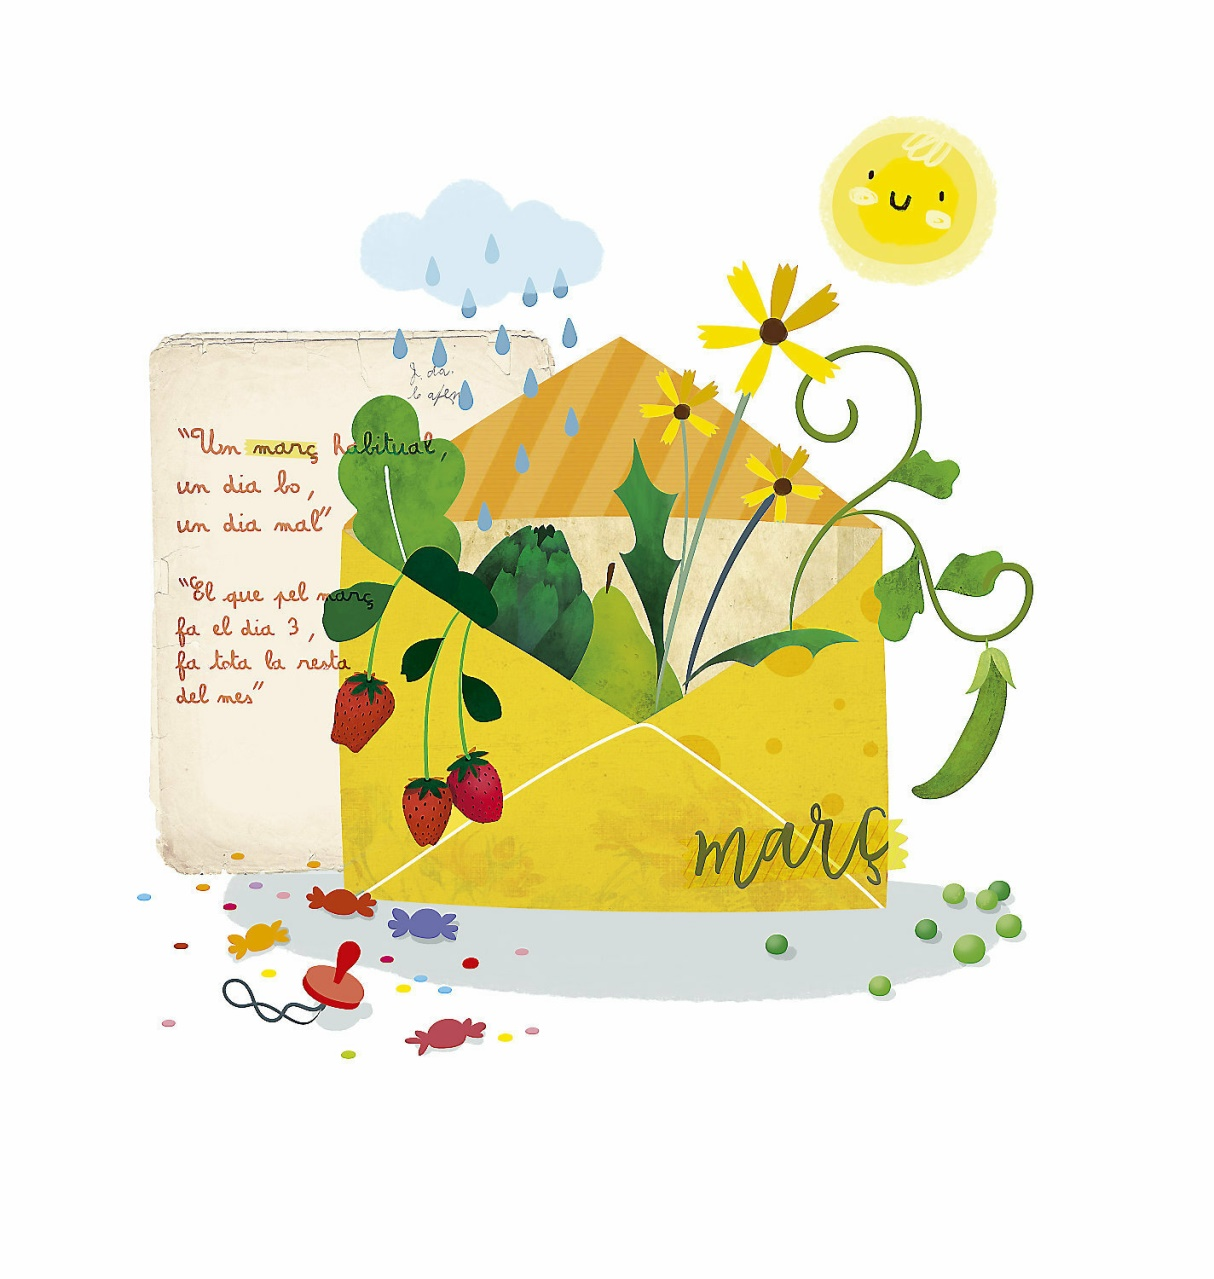 "Un març habitual,
un dia bo,
un dia mal"
"El que pel març
fa el dia 3,
fa tota la resta
del mes"
març